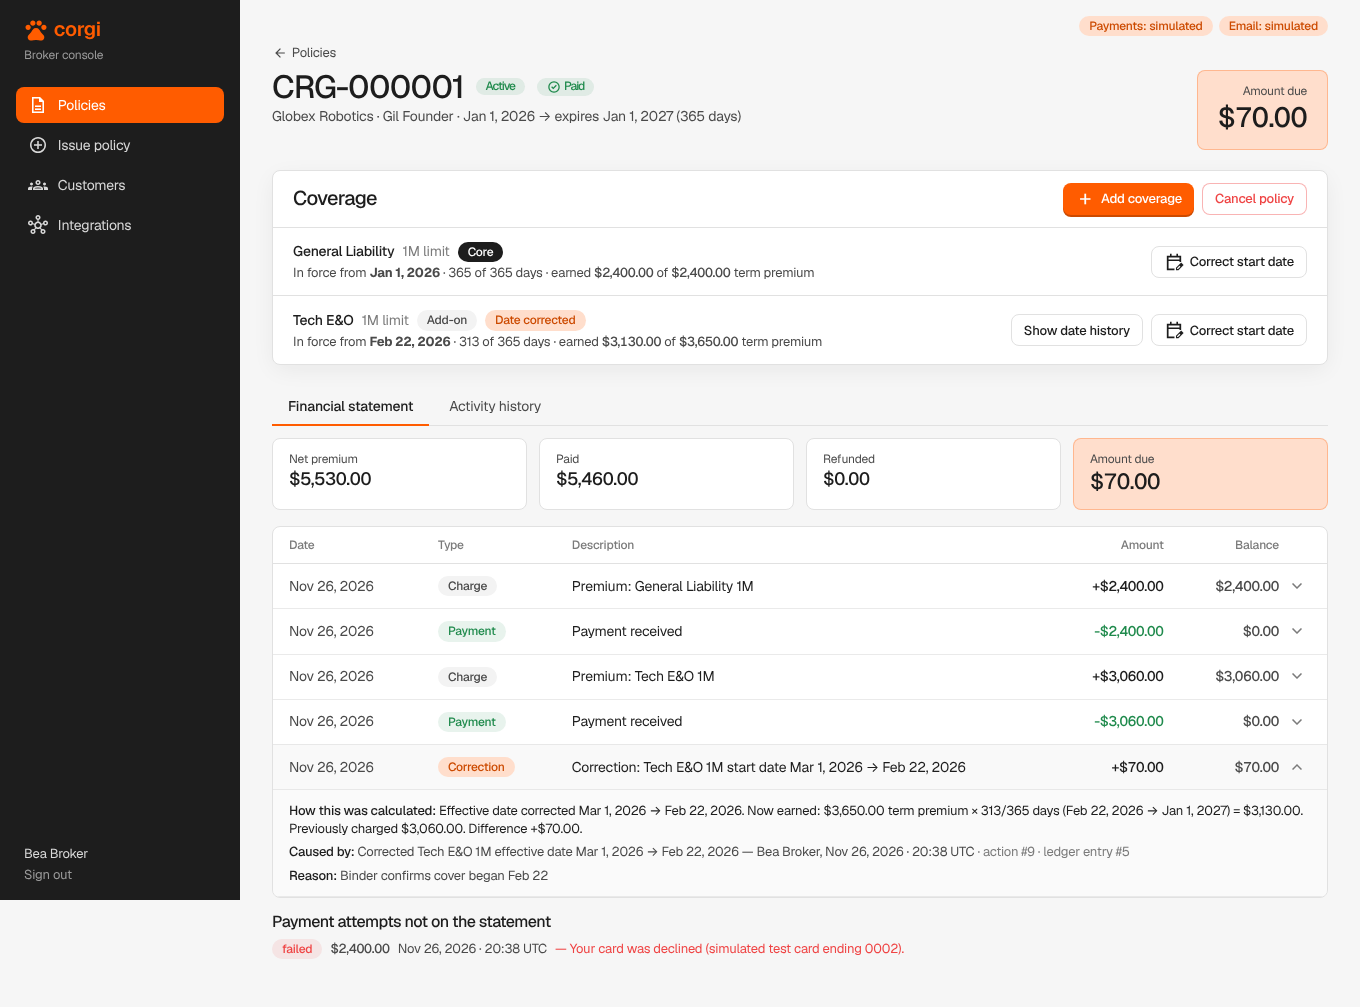 corgi
Broker console
Policies
Issue policy
Customers
Integrations
Bea Broker
Sign out
Payments: simulated Email: simulated
← Policies
CRG-000001 Active Paid
Globex Robotics · Gil Founder · Jan 1, 2026 → expires Jan 1, 2027 (365 days)
Amount due
$70.00
Coverage
+ Add coverage Cancel policy
General Liability 1M limit Core
In force from Jan 1, 2026 · 365 of 365 days · earned $2,400.00 of $2,400.00 term premium
Correct start date
Tech E&O 1M limit Add-on Date corrected
In force from Feb 22, 2026 · 313 of 365 days · earned $3,130.00 of $3,650.00 term premium
Show date history Correct start date
Financial statement Activity history
Net premium
$5,530.00
Paid
$5,460.00
Refunded
$0.00
Amount due
$70.00
Date Type Description Amount Balance
Nov 26, 2026 Charge Premium: General Liability 1M +$2,400.00 $2,400.00
Nov 26, 2026 Payment Payment received -$2,400.00 $0.00
Nov 26, 2026 Charge Premium: Tech E&O 1M +$3,060.00 $3,060.00
Nov 26, 2026 Payment Payment received -$3,060.00 $0.00
Nov 26, 2026 Correction Correction: Tech E&O 1M start date Mar 1, 2026 → Feb 22, 2026 +$70.00 $70.00
How this was calculated: Effective date corrected Mar 1, 2026 → Feb 22, 2026. Now earned: $3,650.00 term premium × 313/365 days (Feb 22, 2026 → Jan 1, 2027) = $3,130.00.
Previously charged $3,060.00. Difference +$70.00.
Caused by: Corrected Tech E&O 1M effective date Mar 1, 2026 → Feb 22, 2026 — Bea Broker, Nov 26, 2026 · 20:38 UTC · action #9 · ledger entry #5
Reason: Binder confirms cover began Feb 22
Payment attempts not on the statement
failed $2,400.00 Nov 26, 2026 · 20:38 UTC — Your card was declined (simulated test card ending 0002).